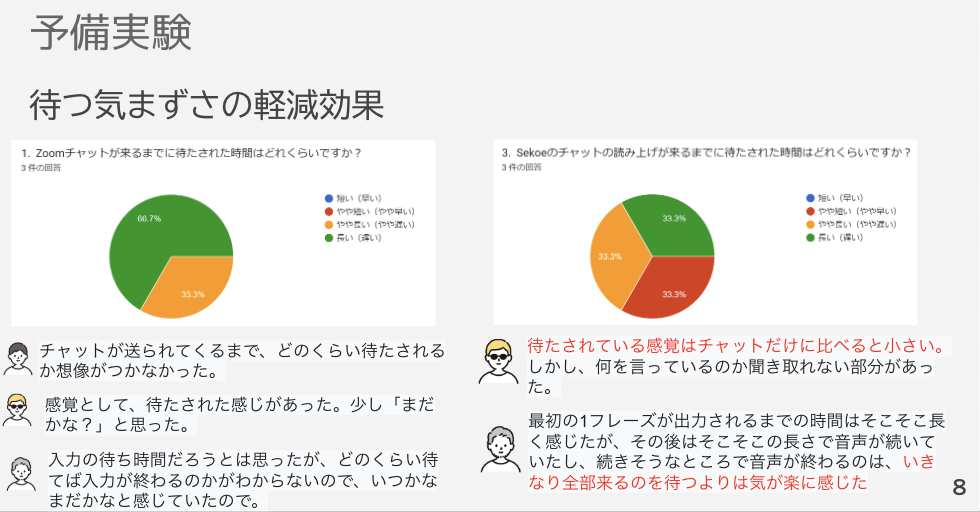 予備実験
待つ気まずさの軽減効果
1. Zoomチャットが来るまでに待たされた時間はどれくらいですか？
3 件の回答
66.7%
33.3%
短い（早い）
やや短い（やや早い）
やや長い（やや遅い）
長い（遅い）
チャットが送られてくるまで、どのくらい待たされる
か想像がつかなかった。
感覚として、待たされた感じがあった。少し「まだ
かな？」と思った。
入力の待ち時間だろうとは思ったが、どのくらい待
てば入力が終わるのかがわからないので、いつかな
まだかなと感じていたので。
3. Sekoeのチャットの読み上げが来るまでに待たされた時間はどれくらいですか？
3 件の回答
33.3%
33.3%
33.3%
短い（早い）
やや短い（やや早い）
やや長い（やや遅い）
長い（遅い）
待たされている感覚はチャットだけに比べると小さい。
しかし、何を言っているのか聞き取れない部分があっ
た。
最初の1フレーズが出力されるまでの時間はそこそこ長
く感じたが、その後はそこそこの長さで音声が続いて
いたし、続きそうなところで音声が終わるのは、いき
なり全部来るのを待つよりは気が楽に感じた
8